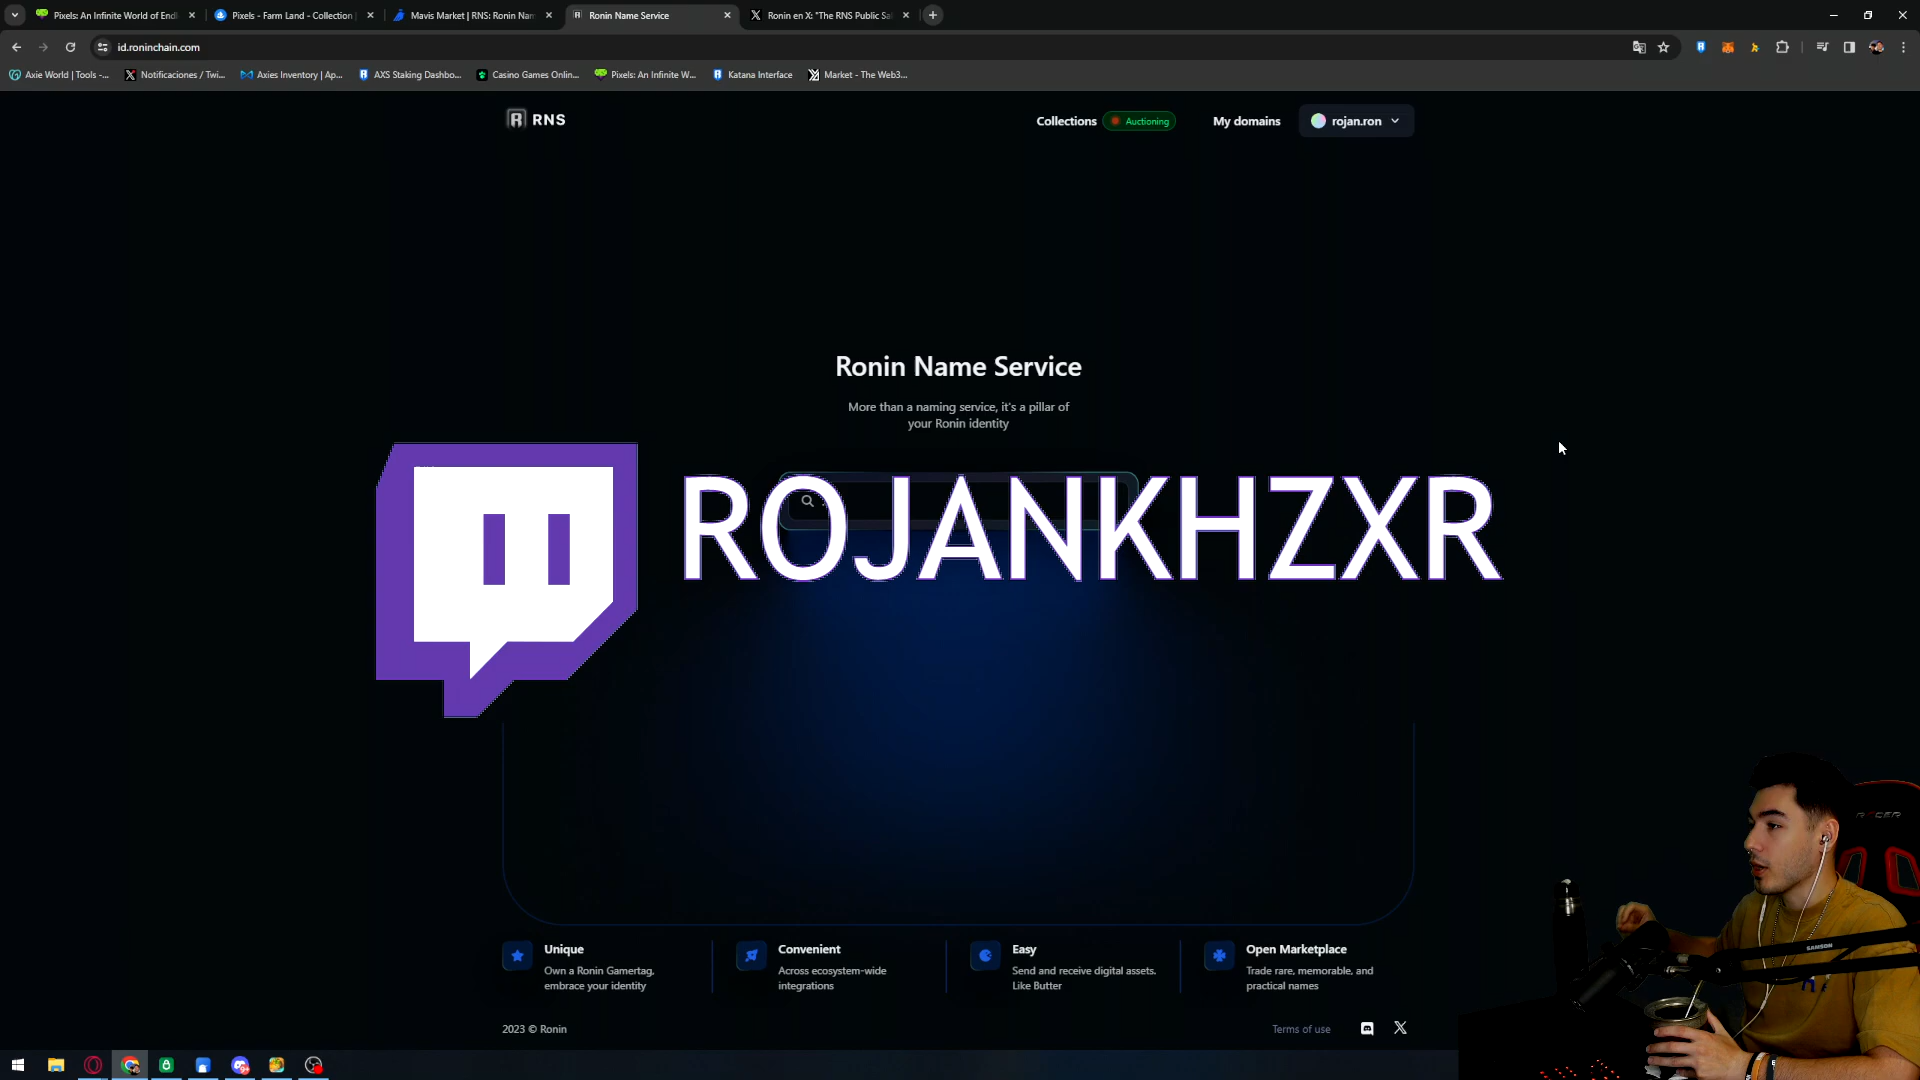 Pixels: An Infinite World of Endl
Pixels - Farm Land - Collection
Mavis Market | RNS: Ronin Nam
Ronin Name Service
Ronin en X: "The RNS Public Sal
id.roninchain.com
Axie World | Tools -...
Notificaciones / Twi...
Axies Inventory | Ap...
AXS Staking Dashbo...
Casino Games Onlin...
Pixels: An Infinite W...
Katana Interface
Market - The Web3...
RNS
Collections
Auctioning
My domains
rojan.ron
Ronin Name Service
More than a naming service, it's a pillar of
your Ronin identity
ROJANKHZXR
Unique
Own a Ronin Gamertag,
embrace your identity
Convenient
Across ecosystem-wide
integrations
Easy
Send and receive digital assets.
Like Butter
Open Marketplace
Trade rare, memorable, and
practical names
2023 © Ronin
Terms of use
RACER
SAMSON